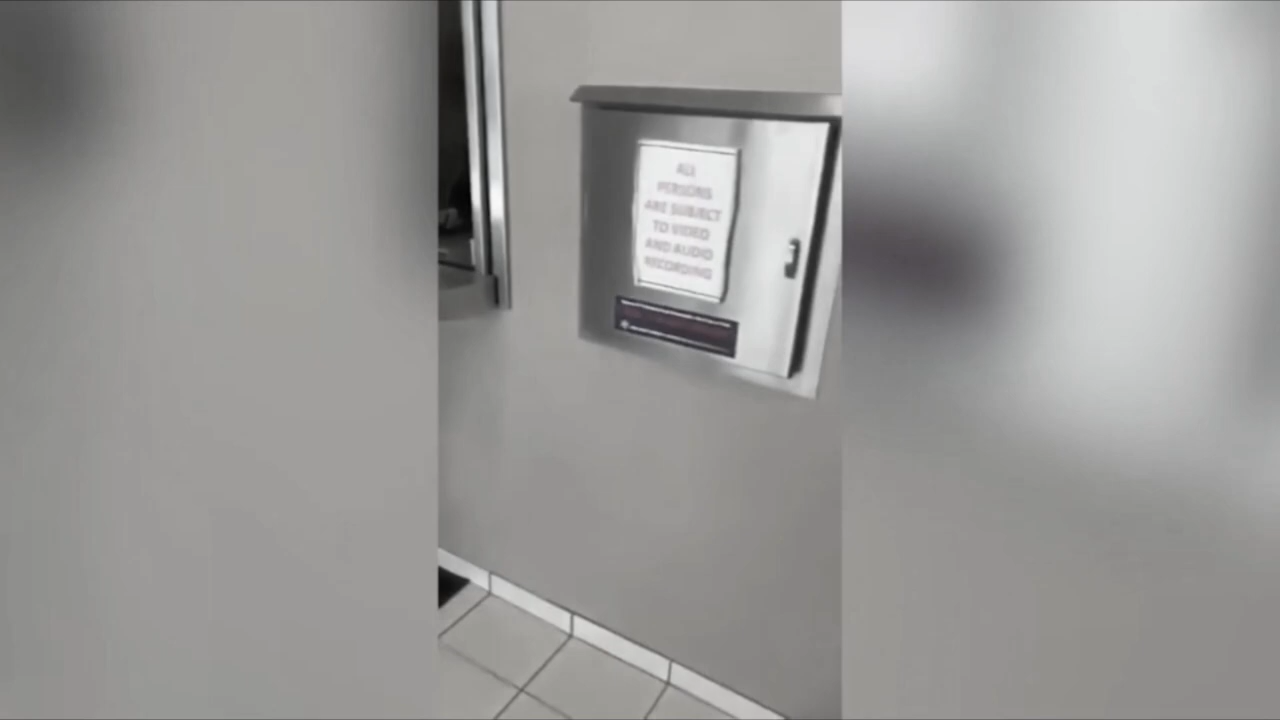 ALL
PERSONS
ARE SUBJECT
TO VIDEO
AND AUDIO
RECORDING